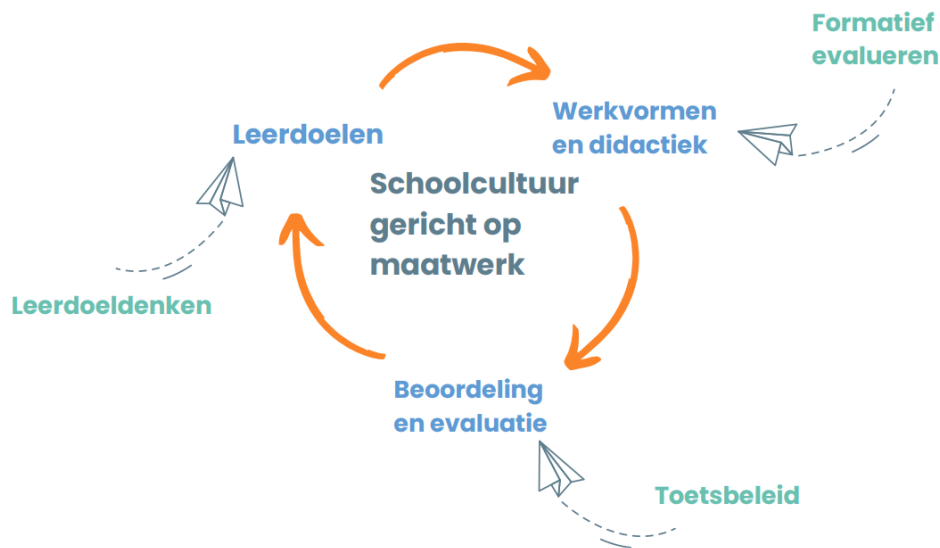 Formatief
evalueren
Leerdoelen
Werkvormen
en didactiek
Schoolcultuur
gericht op
maatwerk
Leerdoeldenken
Beoordeling
en evaluatie
Toetsbeleid